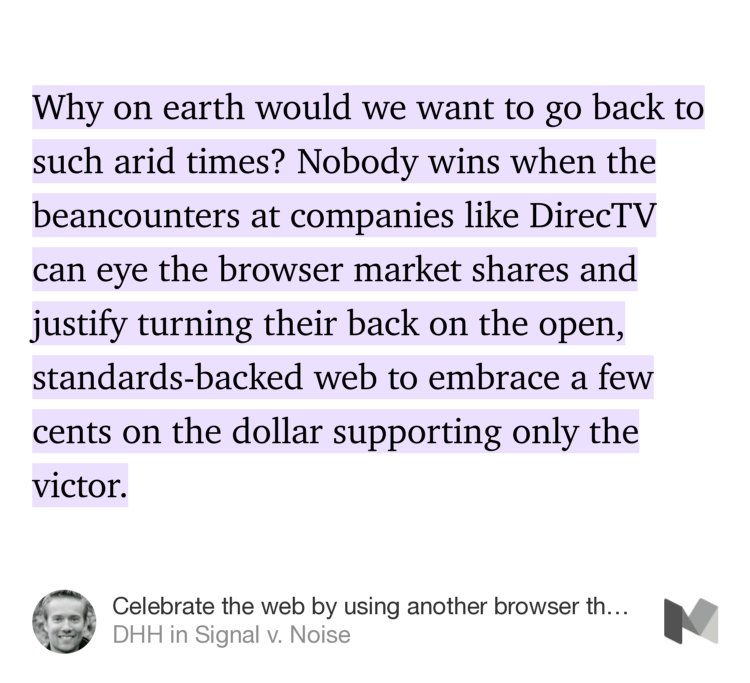 Why on earth would we want to go back to
such arid times? Nobody wins when the
beancounters at companies like DirecTV
can eye the browser market shares and
justify turning their back on the open,
standards-backed web to embrace a few
cents on the dollar supporting only the
victor.
Celebrate the web by using another browser th…
DHH in Signal v. Noise